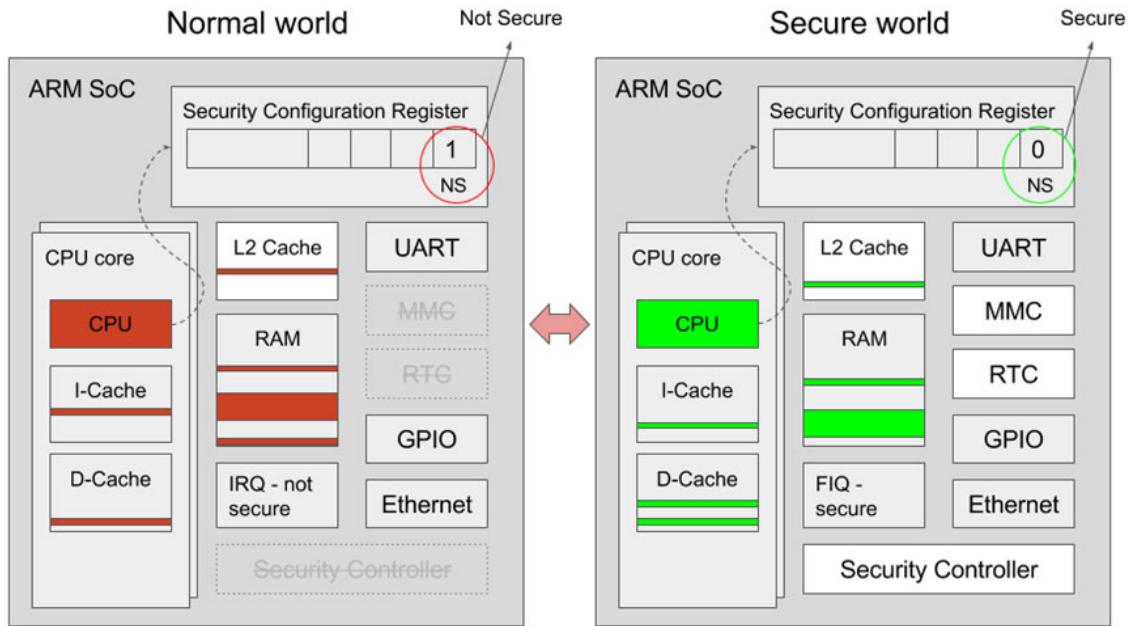 Normal world
Not Secure
ARM SoC
Security Configuration Register
1
NS
CPU core
CPU
I-Cache
D-Cache
L2 Cache
RAM
IRQ - not
secure
UART
MMC
RTC
GPIO
Ethernet
Security Controller
Secure world
Secure
ARM SoC
Security Configuration Register
0
NS
CPU core
CPU
I-Cache
D-Cache
L2 Cache
RAM
FIQ -
secure
UART
MMC
RTC
GPIO
Ethernet
Security Controller